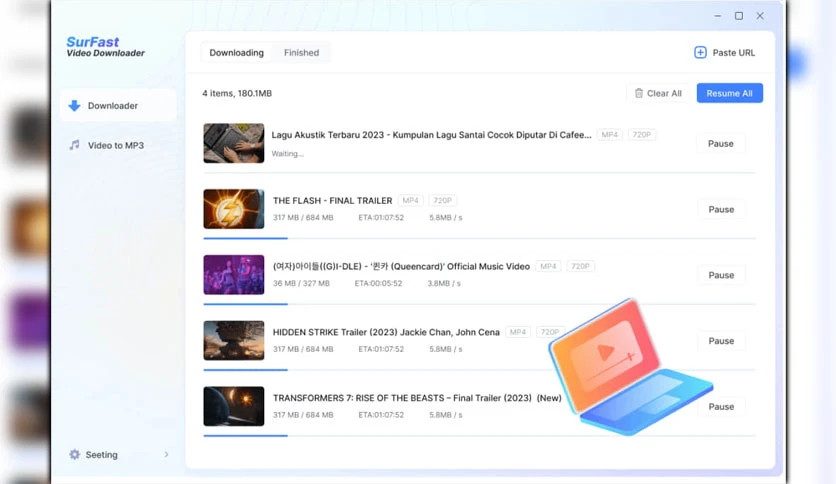 SurFast
Video Downloader
Downloading
Finished
Paste URL
4 items, 180.1MB
Clear All
Resume All
Downloader
Video to MP3
Lagu Akustik Terbaru 2023 - Kumpulan Lagu Santai Cocok Diputar Di Cafee... MP4 720P
Waiting...
Pause
THE FLASH - FINAL TRAILER MP4 720P
317 MB / 684 MB ETA:01:07:52 5.8MB / s
Pause
(여자)아이들((G)I-DLE) - '퀸카 (Queencard)' Official Music Video MP4 720P
36 MB / 327 MB ETA:00:05:52 3.8MB / s
Pause
HIDDEN STRIKE Trailer (2023) Jackie Chan, John Cena MP4 720P
317 MB / 684 MB ETA:01:07:52 5.8MB / s
Pause
TRANSFORMERS 7: RISE OF THE BEASTS – Final Trailer (2023) (New)
317 MB / 684 MB ETA:01:07:52 5.8MB / s
Pause
Seeting